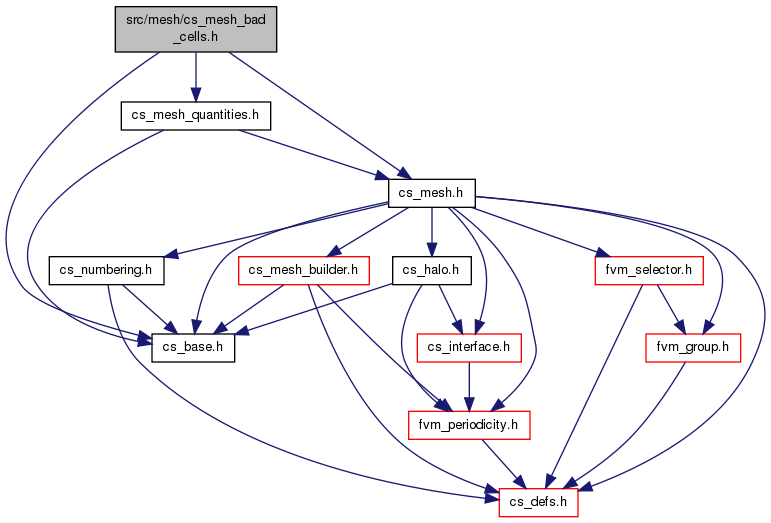 src/mesh/cs_mesh_bad
_cells.h
cs_mesh_quantities.h
cs_mesh.h
cs_numbering.h
cs_mesh_builder.h
cs_halo.h
fvm_selector.h
cs_base.h
cs_interface.h
fvm_group.h
fvm_periodicity.h
cs_defs.h